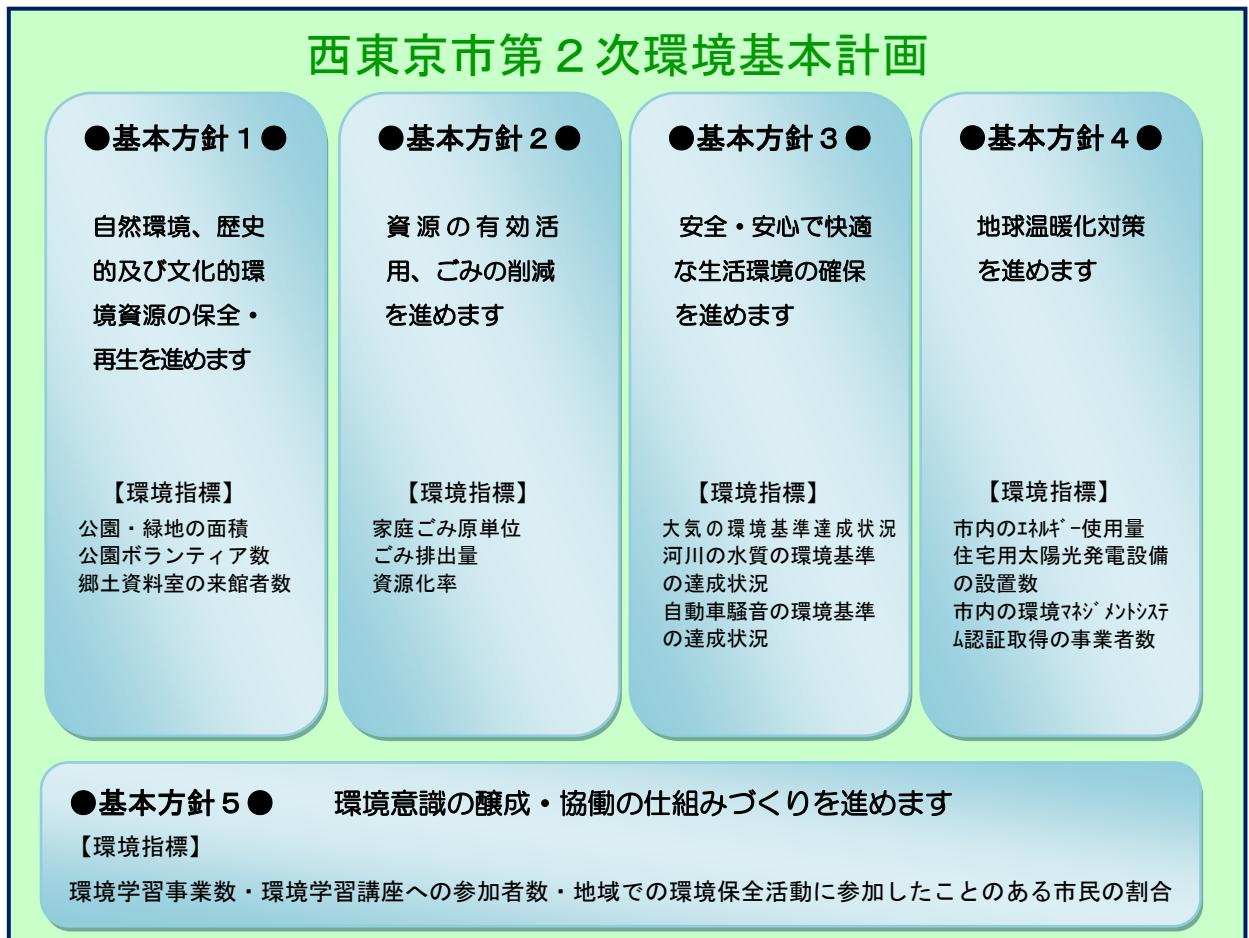 西東京市第２次環境基本計画
●基本方針１●
自然環境、歴史
的及び文化的環
境資源の保全・
再生を進めます
【環境指標】
公園・緑地の面積
公園ボランティア数
郷土資料室の来館者数
●基本方針２●
資源の有効活
用、ごみの削減
を進めます
【環境指標】
家庭ごみ原単位
ごみ排出量
資源化率
●基本方針３●
安全・安心で快適
な生活環境の確保
を進めます
【環境指標】
大気の環境基準達成状況
河川の水質の環境基準
の達成状況
自動車騒音の環境基準
の達成状況
●基本方針４●
地球温暖化対策
を進めます
【環境指標】
市内のｴﾈﾙｷﾞｰ使用量
住宅用太陽光発電設備
の設置数
市内の環境ﾏﾈｼﾞﾒﾝﾄｼｽﾃ
ﾑ認証取得の事業者数
●基本方針５● 環境意識の醸成・協働の仕組みづくりを進めます
【環境指標】
環境学習事業数・環境学習講座への参加者数・地域での環境保全活動に参加したことのある市民の割合